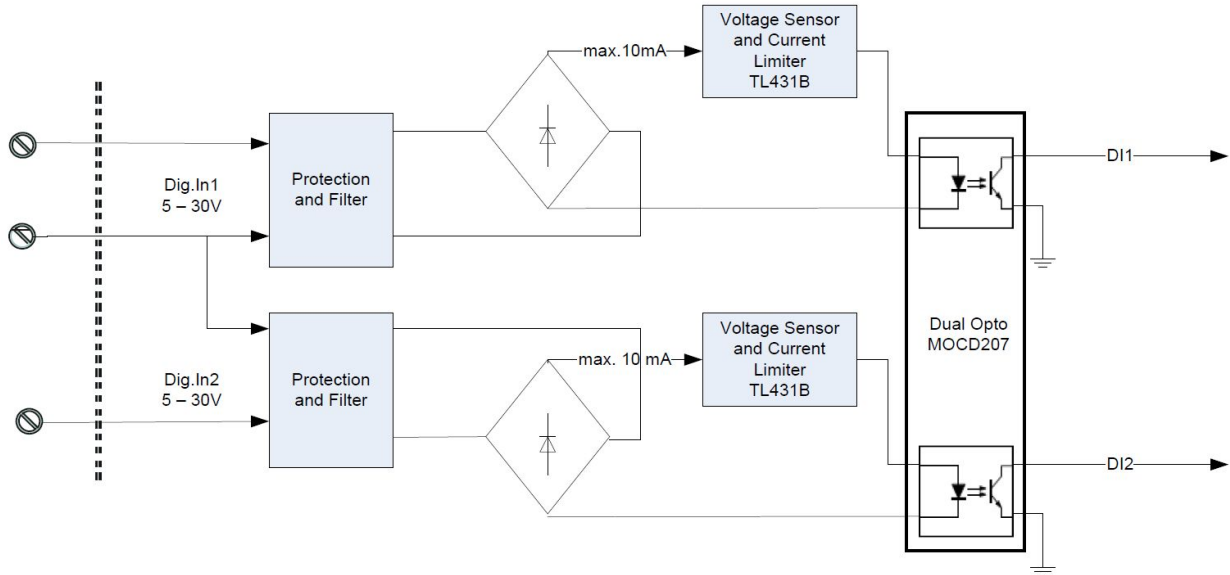 Voltage Sensor
and Current
Limiter
TL431B
max.10mA
Protection
and Filter
Dig.In1
5 – 30V
DI1
Dual Opto
MOCD207
Voltage Sensor
and Current
Limiter
TL431B
max. 10 mA
Protection
and Filter
Dig.In2
5 – 30V
DI2